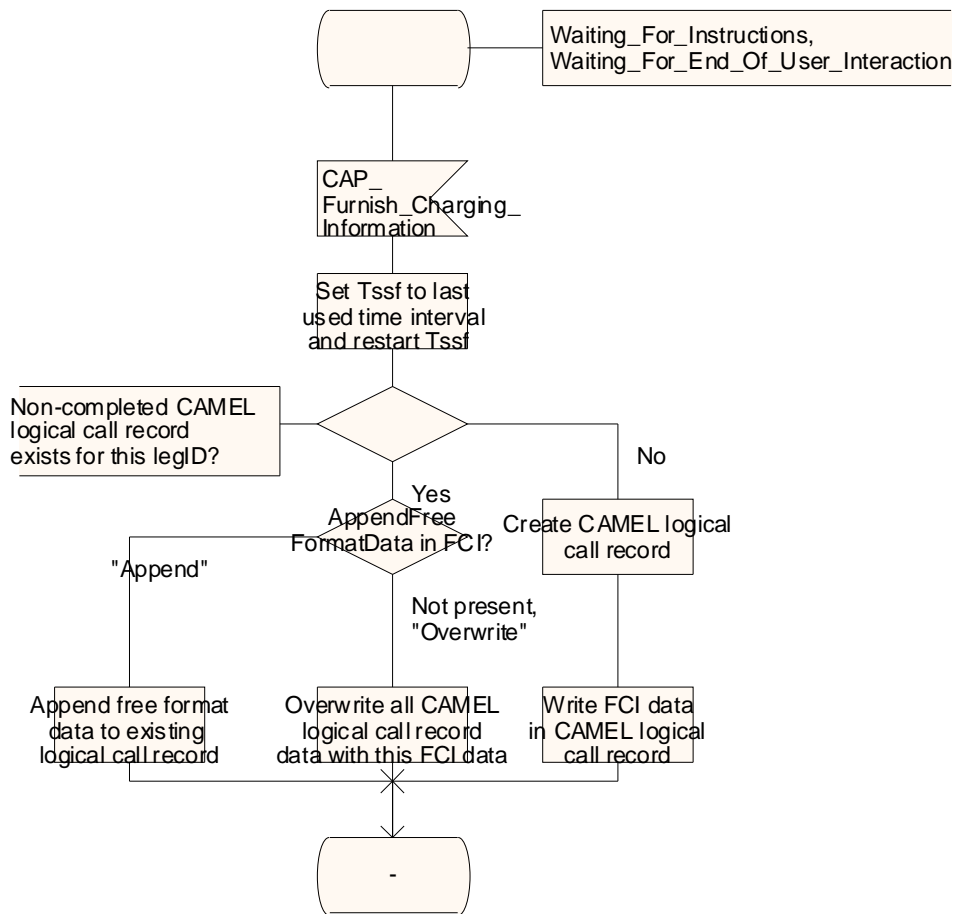 Waiting_For_Instructions,
Waiting_For_End_Of_User_Interaction
CAP_
Furnish_Charging_
Information
Set Tssf to last
used time interval
and restart Tssf
Non-completed CAMEL
logical call record
exists for this legID?
No
Yes
AppendFree
FormatData in FCI?
Create CAMEL logical
call record
"Append"
Not present,
"Overwrite"
Append free format
data to existing
logical call record
Overwrite all CAMEL
logical call record
data with this FCI data
Write FCI data
in CAMEL logical
call record
-